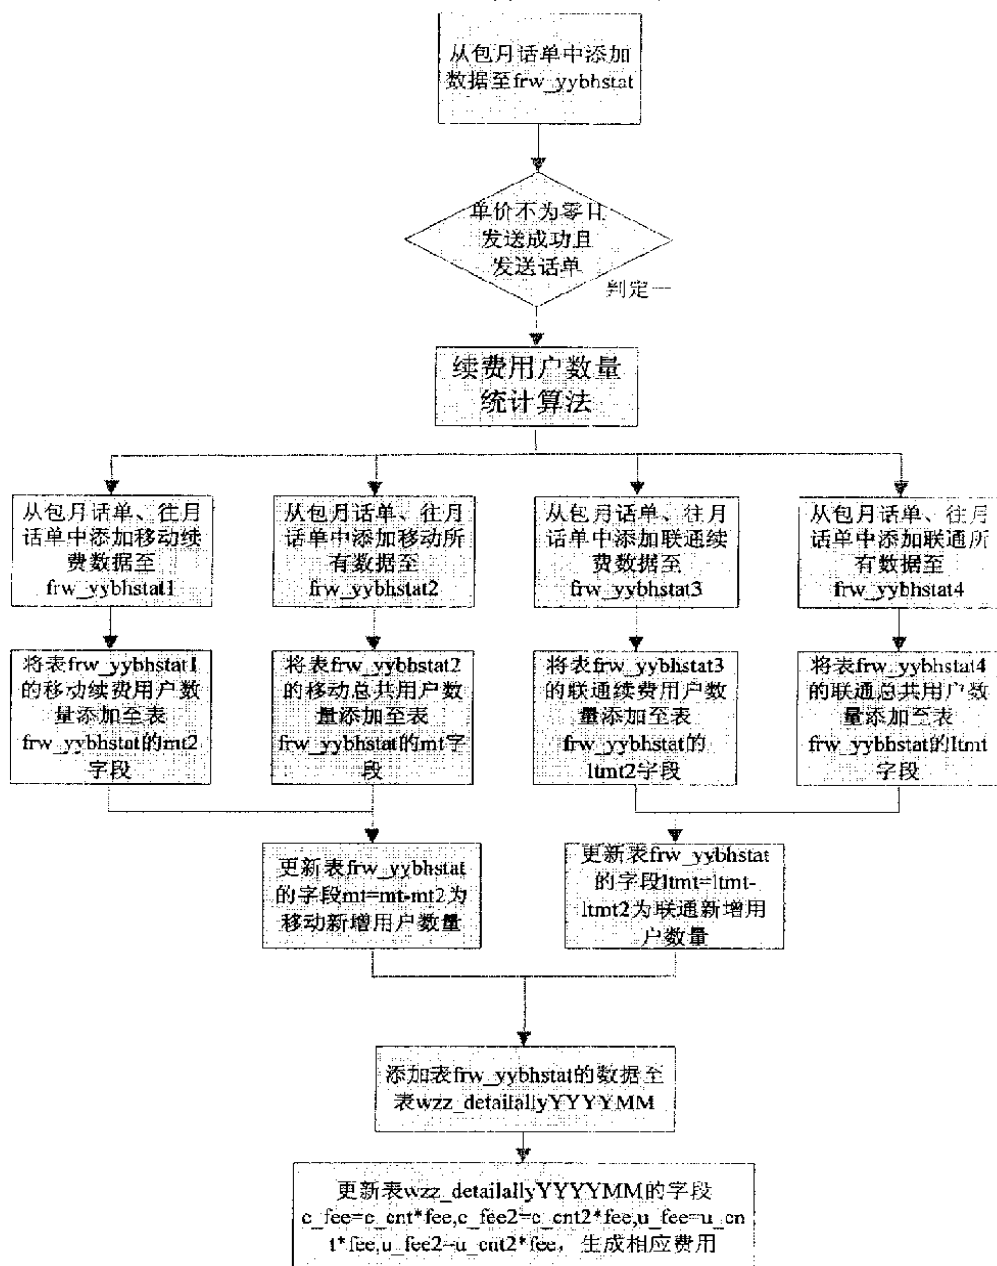 从包月话单中添加
数据至frw_yybhstat
单价不为零且
发送成功且
发送话单
判定一
续费用户数量
统计算法
从包月话单、往月
话单中添加移动续
费数据至
frw_yybhstat1
从包月话单、往月
话单中添加移动所
有数据至
frw_yybhstat2
从包月话单、往月
话单中添加联通续
费数据至
frw_yybhstat3
从包月话单、往月
话单中添加联通所
有数据至
frw_yybhstat4
将表frw_yybhstat1
的移动续费用户数
量添加至表
frw_yybhstat的mt2
字段
将表frw_yybhstat2
的移动总共用户数
量添加至表
frw_yybhstat的mt字
段
将表frw_yybhstat3
的联通续费用户数
量添加至表
frw_yybhstat的
ltmt2字段
将表frw_yybhstat4
的联通总共用户数
量添加至表
frw_yybhstat的ltmt
字段
更新表frw_yybhstat
的字段mt=mt-mt2为
移动新增用户数量
更新表frw_yybhstat
的字段ltmt=ltmt-
ltmt2为联通新增用
户数量
添加表frw_yybhstat的数据至
表wzz_detailallyYYYYMM
更新表wzz_detailallyYYYYMM的字段
c_fee=c_cnt*fee,c_fee2=c_cnt2*fee,u_fee=u_cn
t*fee,u_fee2=u_cnt2*fee，生成相应费用